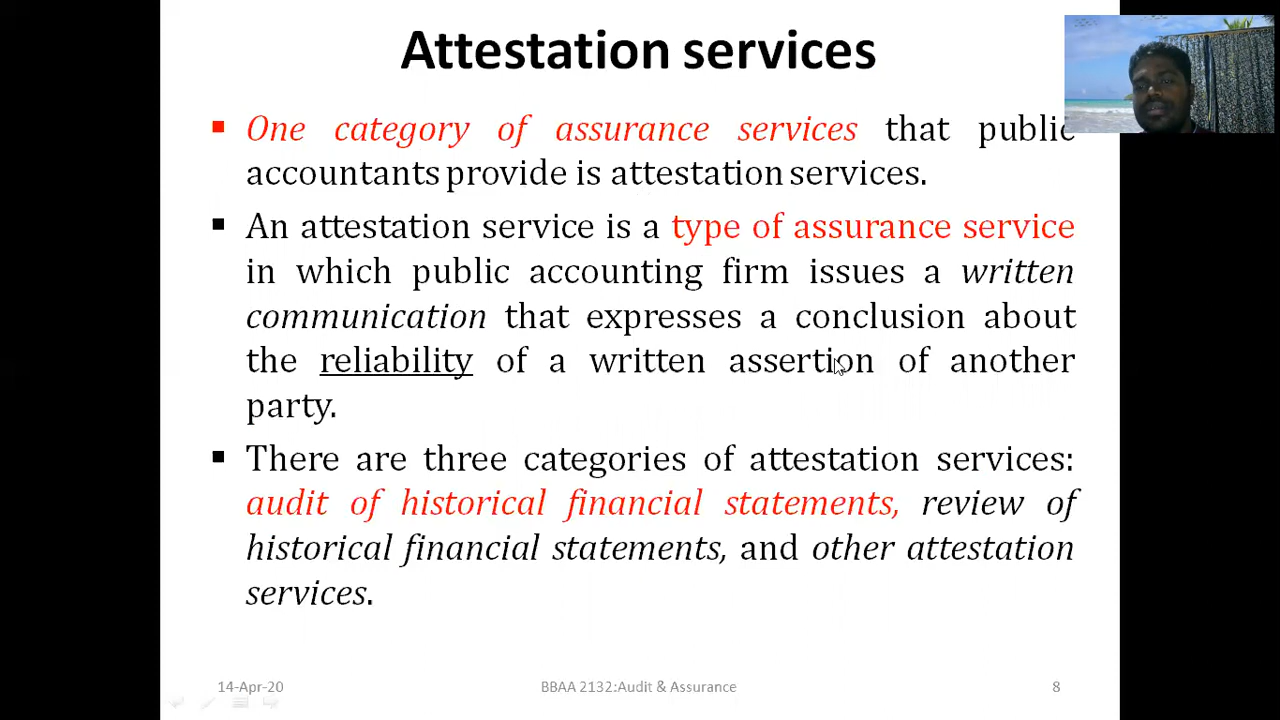 Attestation services
▪ One category of assurance services that public
accountants provide is attestation services.
▪ An attestation service is a type of assurance service
in which public accounting firm issues a written
communication that expresses a conclusion about
the reliability of a written assertion of another
party.
▪ There are three categories of attestation services:
audit of historical financial statements, review of
historical financial statements, and other attestation
services.
14-Apr-20 BBAA 2132:Audit & Assurance 8